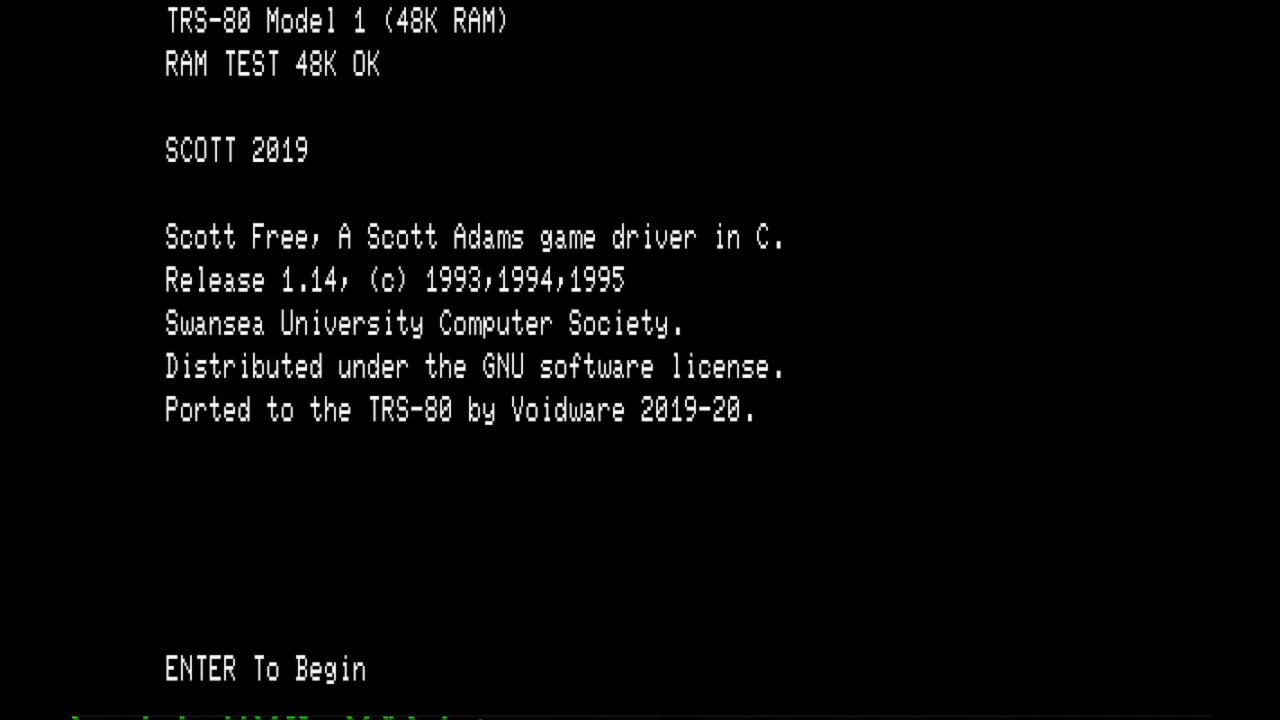 TRS-80 Model 1 (48K RAM)
RAM TEST 48K OK
SCOTT 2019
Scott Free, A Scott Adams game driver in C.
Release 1.14, (c) 1993,1994,1995
Swansea University Computer Society.
Distributed under the GNU software license.
Ported to the TRS-80 by Voidware 2019-20.
ENTER To Begin